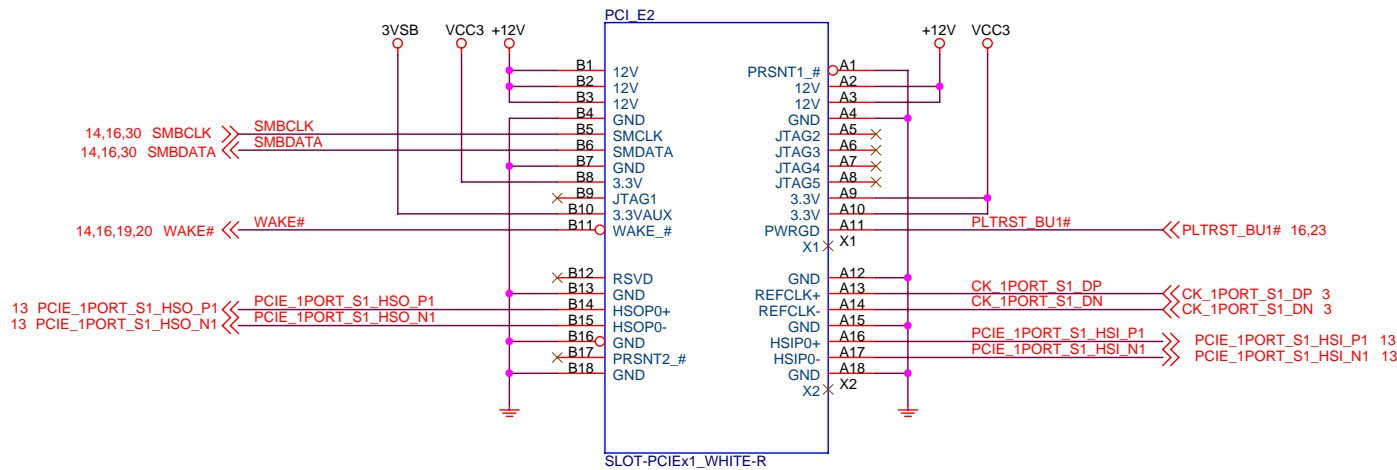 PCI_E2
3VSB VCC3 +12V +12V VCC3
B1 12V PRSNT1_# A1
B2 12V 12V A2
B3 12V 12V A3
B4 GND GND A4
14,16,30 SMBCLK SMBCLK B5 SMCLK JTAG2 A5
14,16,30 SMBDATA SMBDATA B6 SMDATA JTAG3 A6
B7 GND JTAG4 A7
B8 3.3V JTAG5 A8
B9 JTAG1 3.3V A9
B10 3.3VAUX 3.3V A10
14,16,19,20 WAKE# WAKE# B11 WAKE_# PWRGD A11 PLTRST_BU1# PLTRST_BU1# 16,23
X1 X1
B12 RSVD GND A12
B13 GND REFCLK+ A13 CK_1PORT_S1_DP CK_1PORT_S1_DP 3
13 PCIE_1PORT_S1_HSO_P1 PCIE_1PORT_S1_HSO_P1 B14 HSOP0+ REFCLK- A14 CK_1PORT_S1_DN CK_1PORT_S1_DN 3
13 PCIE_1PORT_S1_HSO_N1 PCIE_1PORT_S1_HSO_N1 B15 HSOP0- GND A15
B16 GND HSIP0+ A16 PCIE_1PORT_S1_HSI_P1 PCIE_1PORT_S1_HSI_P1 13
B17 PRSNT2_# HSIP0- A17 PCIE_1PORT_S1_HSI_N1 PCIE_1PORT_S1_HSI_N1 13
B18 GND GND A18
X2 X2
SLOT-PCIEx1_WHITE-R